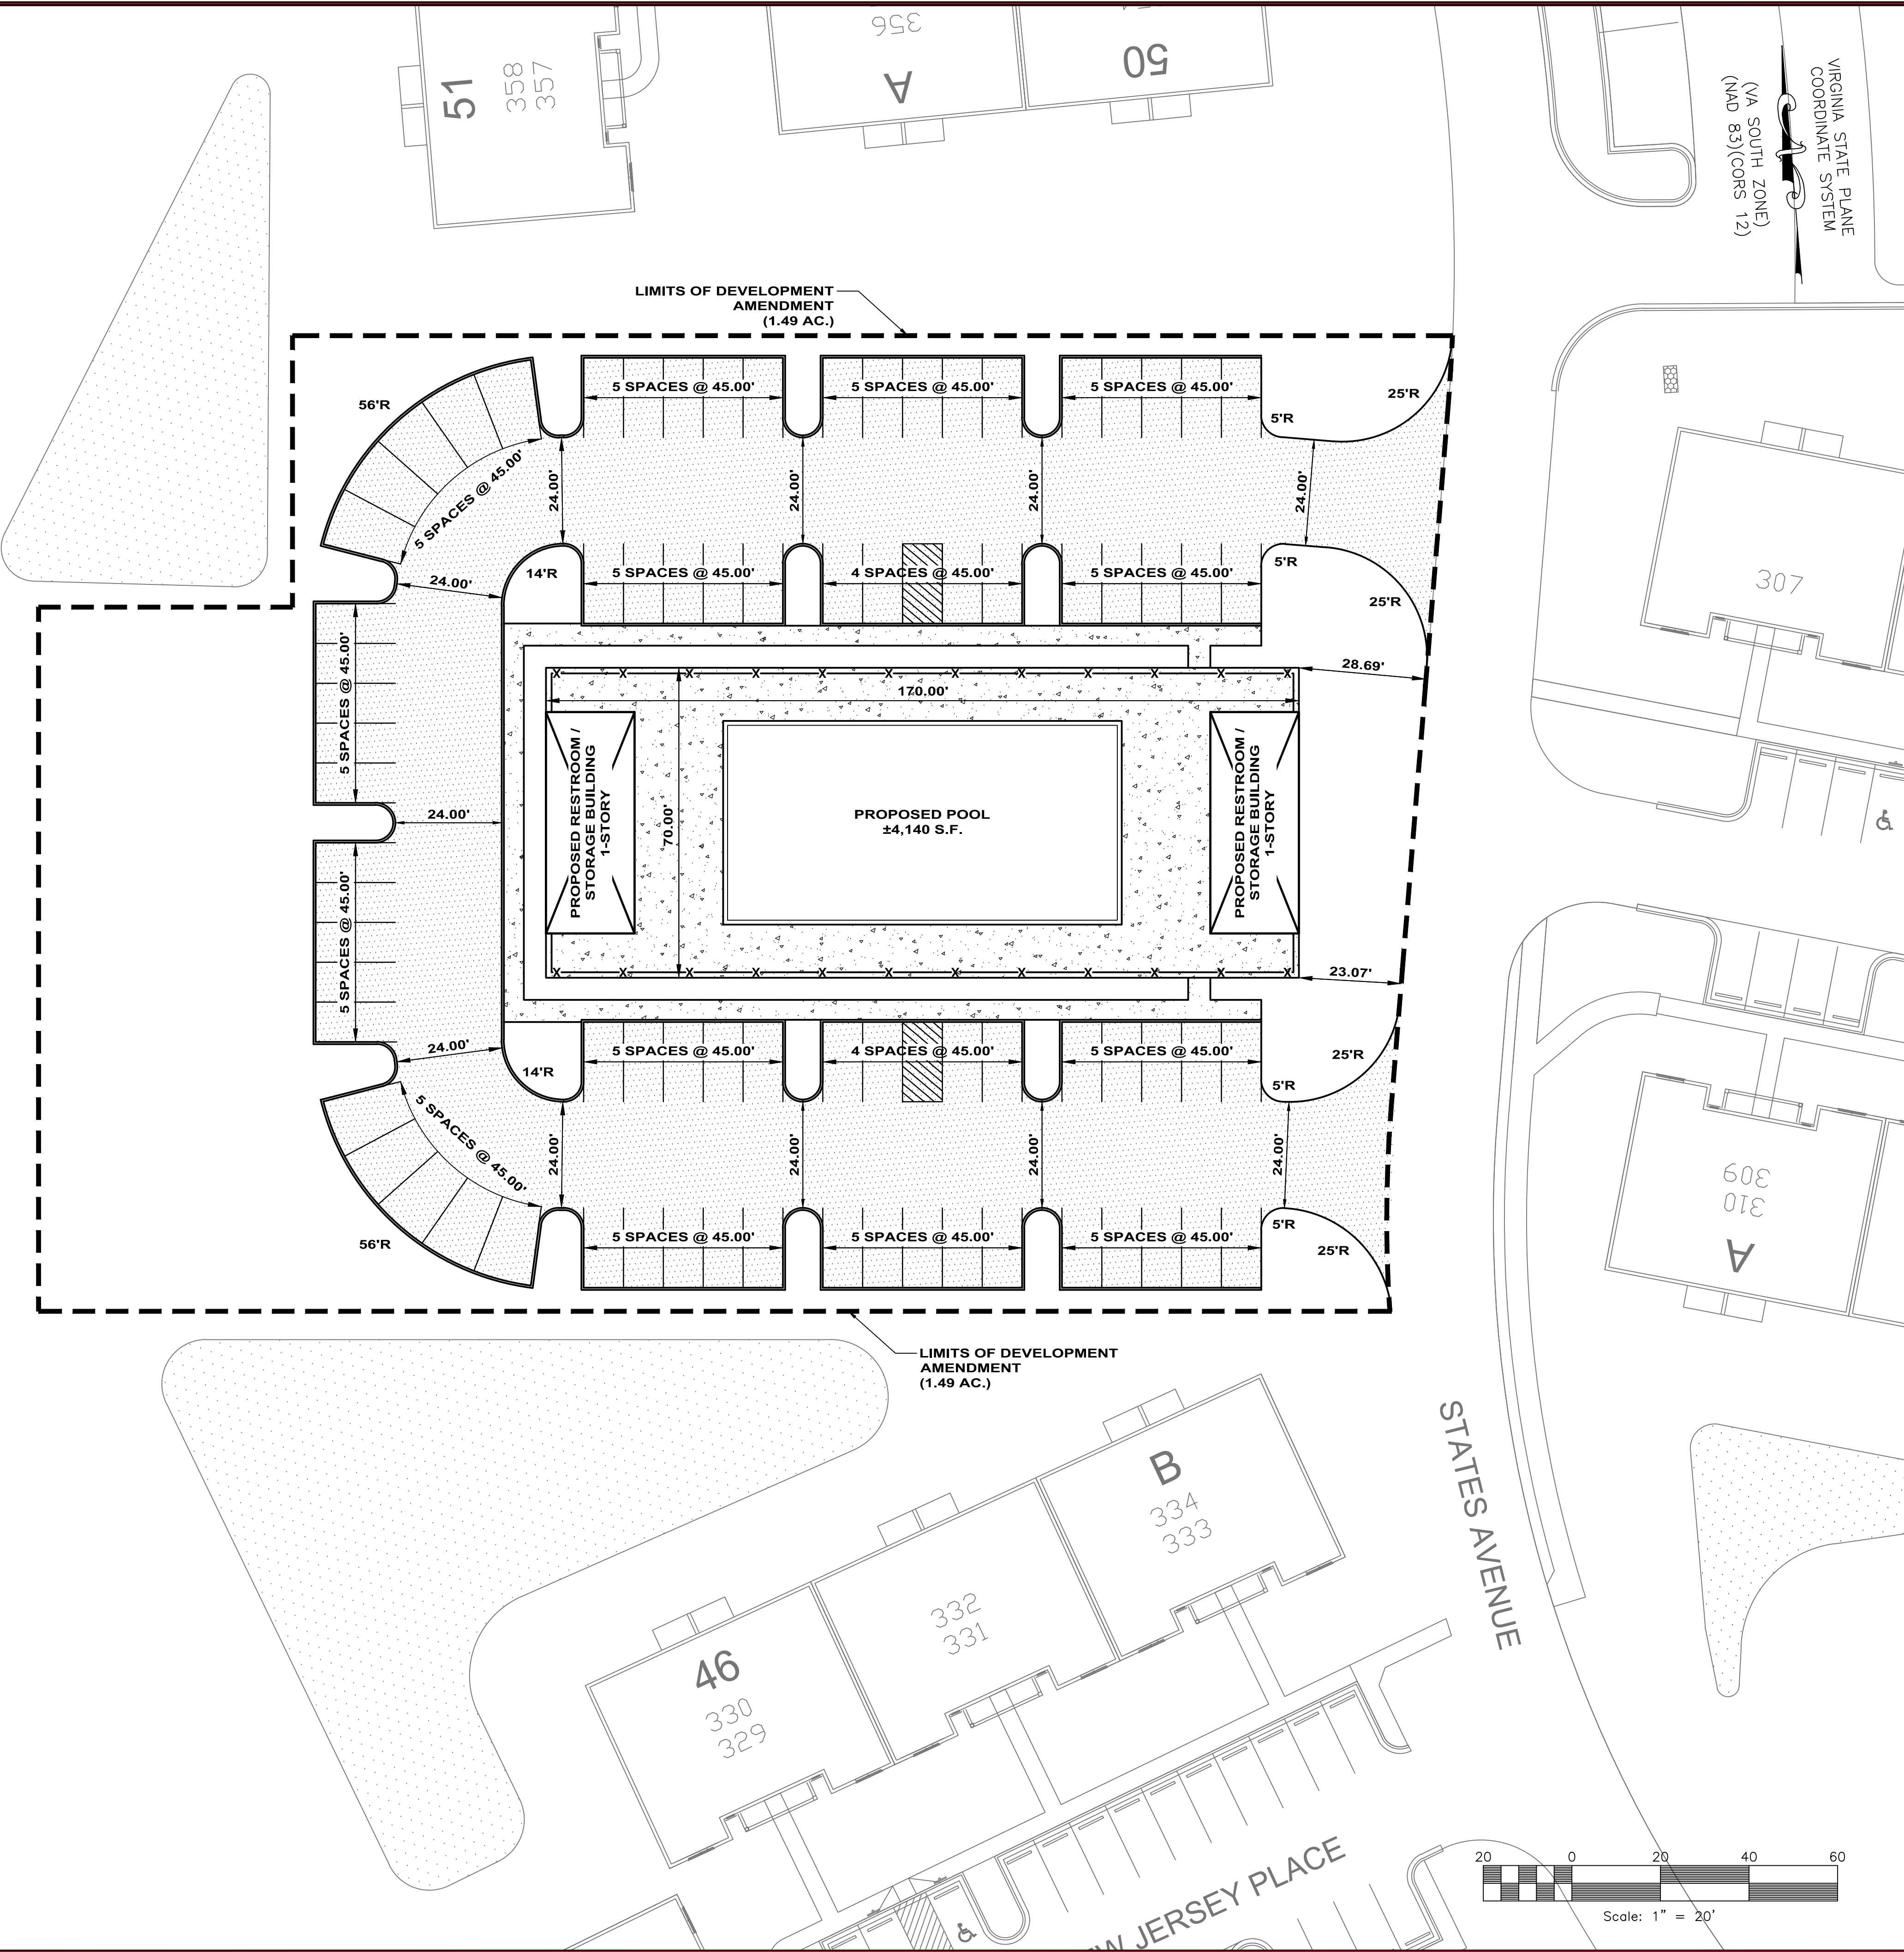 51
358
357
356
A
50
VIRGINIA STATE PLANE
COORDINATE SYSTEM
(VA SOUTH ZONE)
(NAD 83)(CORS 12)
LIMITS OF DEVELOPMENT
AMENDMENT
(1.49 AC.)
56'R
5 SPACES @ 45.00'
5 SPACES @ 45.00'
5 SPACES @ 45.00'
25'R
5'R
5 SPACES @ 45.00'
24.00'
24.00'
24.00'
24.00'
24.00'
14'R
5 SPACES @ 45.00'
4 SPACES @ 45.00'
5 SPACES @ 45.00'
5'R
25'R
307
5 SPACES @ 45.00'
28.69'
170.00'
70.00'
PROPOSED RESTROOM /
STORAGE BUILDING
1-STORY
PROPOSED POOL
±4,140 S.F.
PROPOSED RESTROOM /
STORAGE BUILDING
1-STORY
24.00'
5 SPACES @ 45.00'
23.07'
24.00'
14'R
5 SPACES @ 45.00'
4 SPACES @ 45.00'
5 SPACES @ 45.00'
5'R
25'R
5 SPACES @ 45.00'
24.00'
24.00'
24.00'
24.00'
309
310
A
56'R
5 SPACES @ 45.00'
5 SPACES @ 45.00'
5 SPACES @ 45.00'
5'R
25'R
LIMITS OF DEVELOPMENT
AMENDMENT
(1.49 AC.)
B
334
333
332
331
46
330
329
STATES AVENUE
JERSEY PLACE
20 0 20 40 60
Scale: 1" = 20'